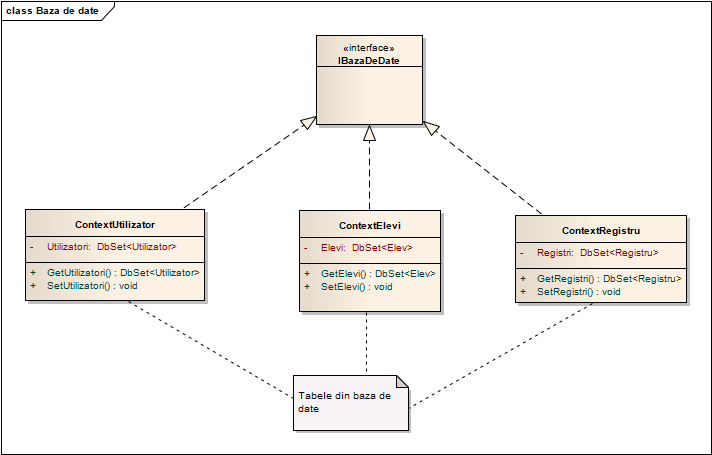 class Baza de date
«interface»
IBazaDeDate
ContextUtilizator
- Utilizatori: DbSet<Utilizator>
+ GetUtilizatori() : DbSet<Utilizator>
+ SetUtilizatori() : void
ContextElevi
- Elevi: DbSet<Elev>
+ GetElevi() : DbSet<Elev>
+ SetElevi() : void
ContextRegistru
- Registri: DbSet<Registru>
+ GetRegistri() : DbSet<Registru>
+ SetRegistri() : void
Tabele din baza de
date